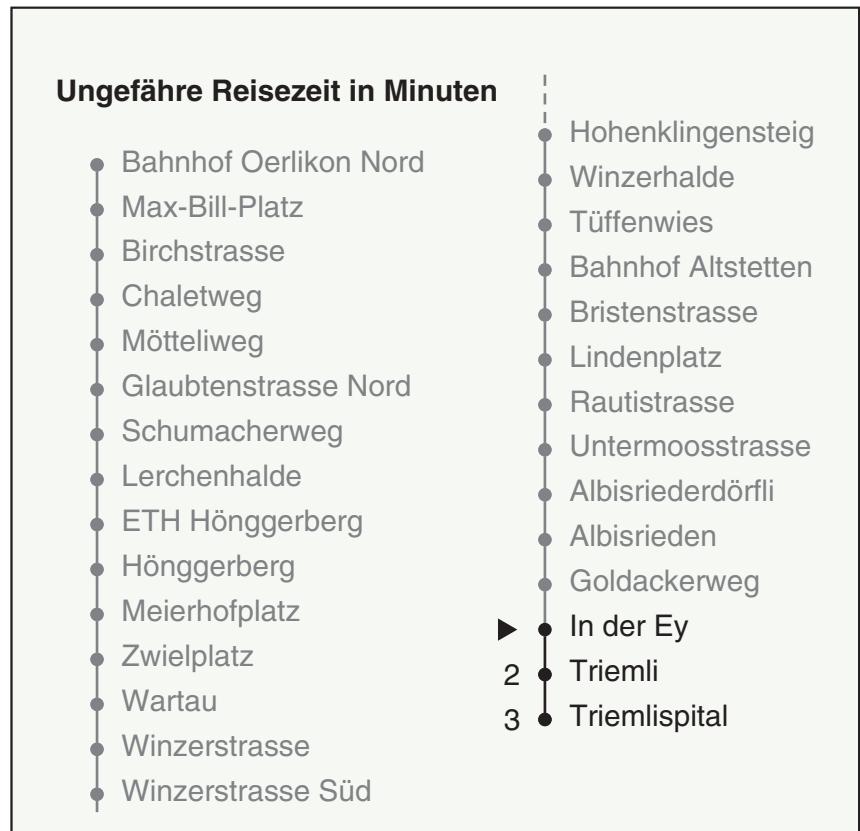 Ungefähre Reisezeit in Minuten
Bahnhof Oerlikon Nord
Max-Bill-Platz
Birchstrasse
Chaletweg
Mötteliweg
Glaubtenstrasse Nord
Schumacherweg
Lerchenhalde
ETH Hönggerberg
Hönggerberg
Meierhofplatz
Zwielplatz
Wartau
Winzerstrasse
Winzerstrasse Süd
Hohenklingensteig
Winzerhalde
Tüffenwies
Bahnhof Altstetten
Bristenstrasse
Lindenplatz
Rautistrasse
Untermoosstrasse
Albisriederdörfli
Albisrieden
Goldackerweg
In der Ey
2 Triemli
3 Triemlispital